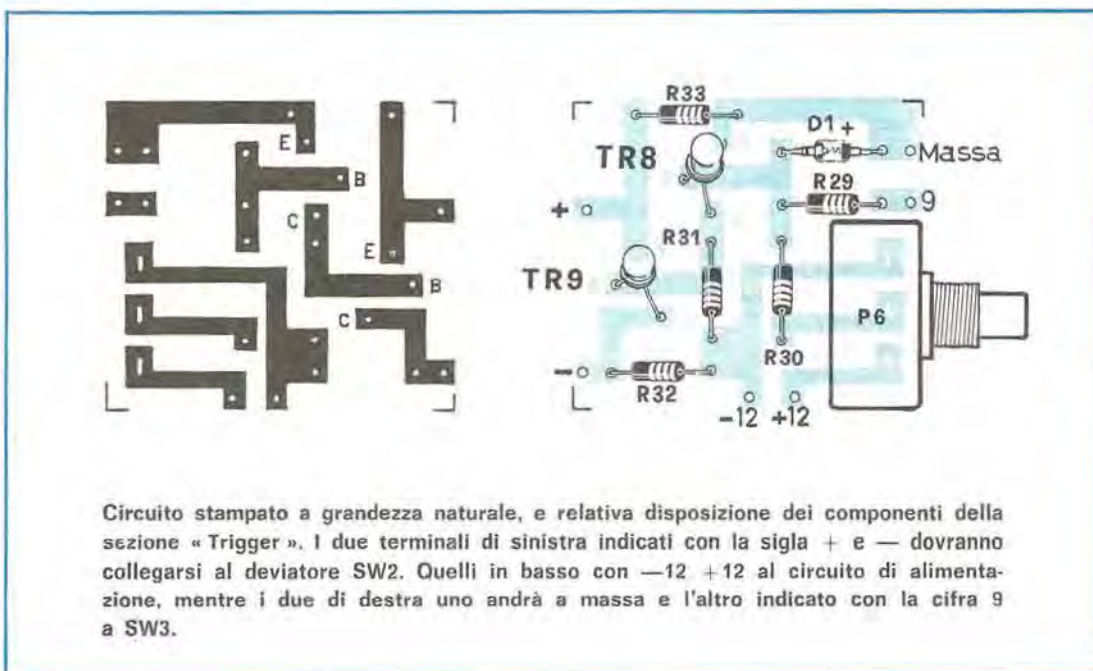 E
B
C
E
B
C
R33
D1 +
TR8
Massa
R29
9
+
R31
TR9
P6
R30
-
R32
-12 +12
Circuito stampato a grandezza naturale, e relativa disposizione dei componenti della
sezione « Trigger ». I due terminali di sinistra indicati con la sigla + e — dovranno
collegarsi al deviatore SW2. Quelli in basso con —12 +12 al circuito di alimenta-
zione, mentre i due di destra uno andrà a massa e l'altro indicato con la cifra 9
a SW3.